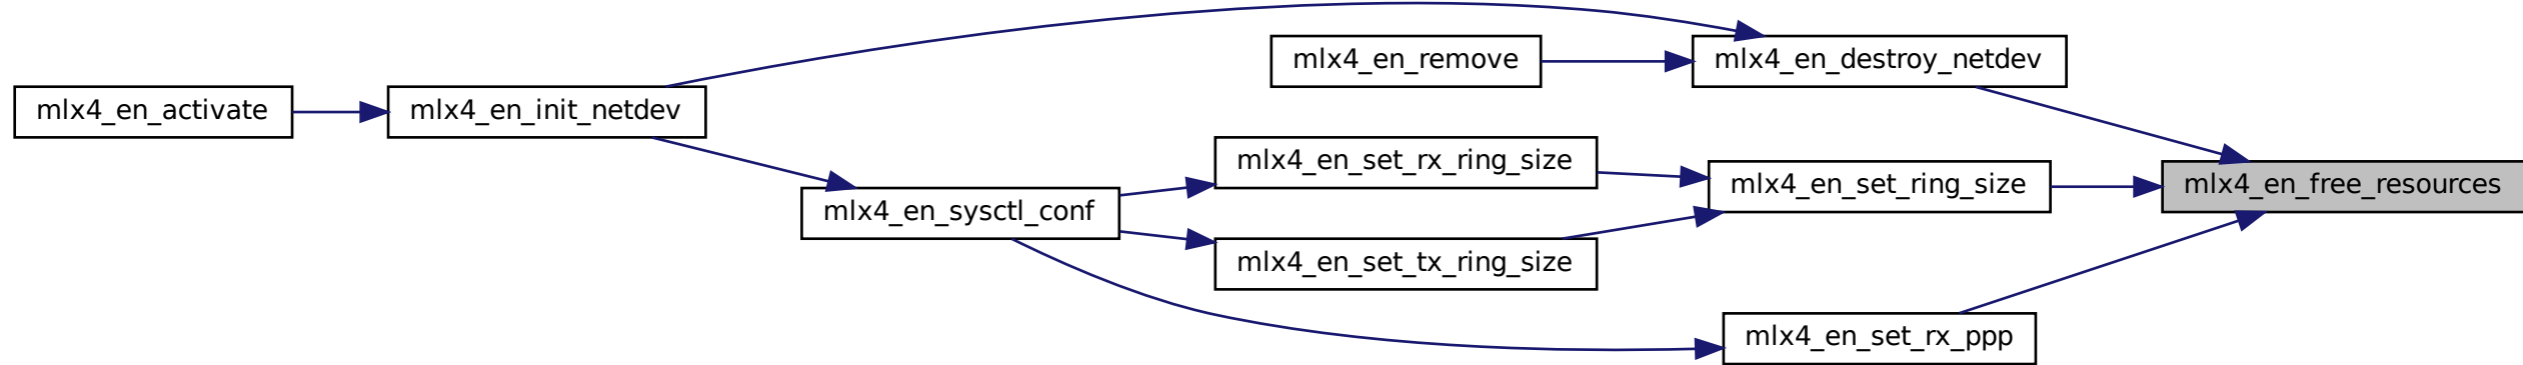 mlx4_en_activate
mlx4_en_init_netdev
mlx4_en_sysctl_conf
mlx4_en_remove
mlx4_en_set_rx_ring_size
mlx4_en_set_tx_ring_size
mlx4_en_destroy_netdev
mlx4_en_set_ring_size
mlx4_en_set_rx_ppp
mlx4_en_free_resources